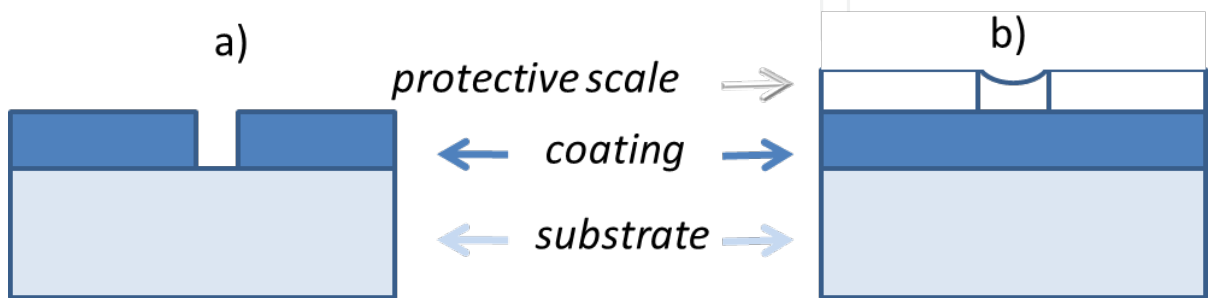 a)
b)
protective scale
coating
substrate